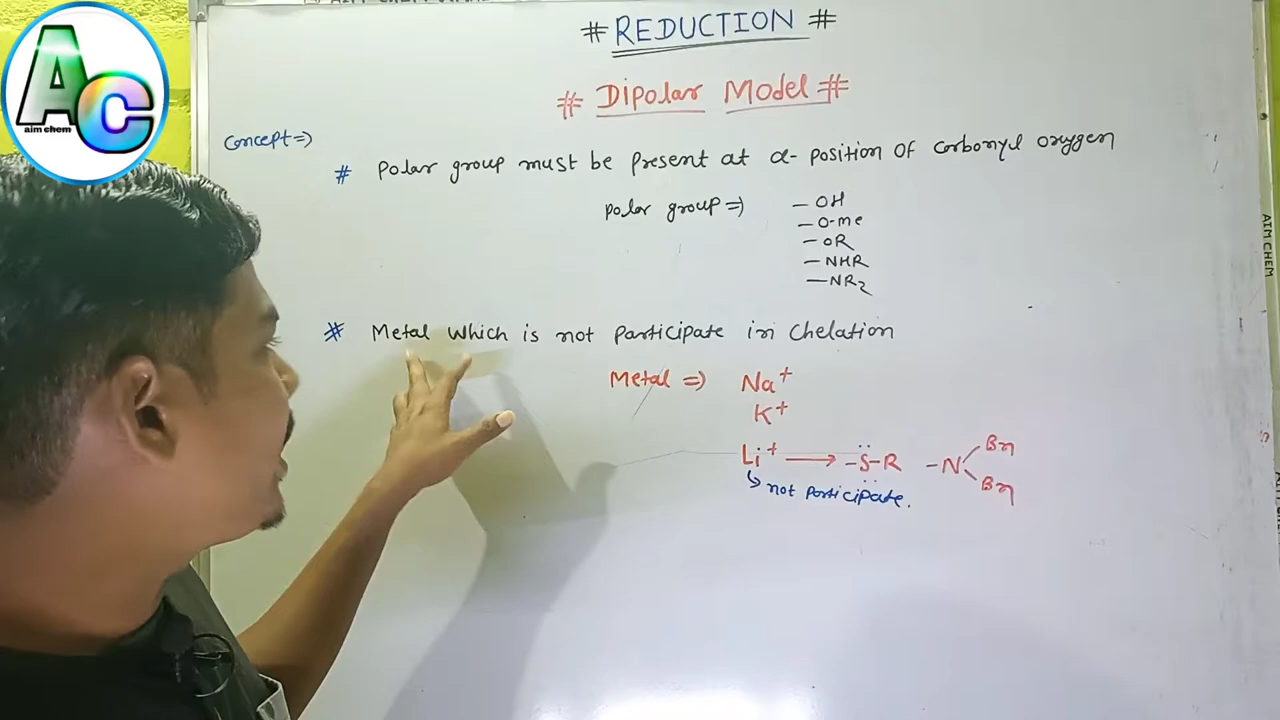 AC
aim chem
# REDUCTION #
# Dipolar Model #
Concept ⇒)
# Polar group must be present at α- position of carbonyl oxygen
Polar group ⇒) – OH
– O-me
– OR
– NHR
– NR₂
# Metal which is not participate in Chelation
Metal ⇒) Na⁺
K⁺
Li⁺ → –S̈–R –N Bn Bn
↳ not participate.
AIM CHEM